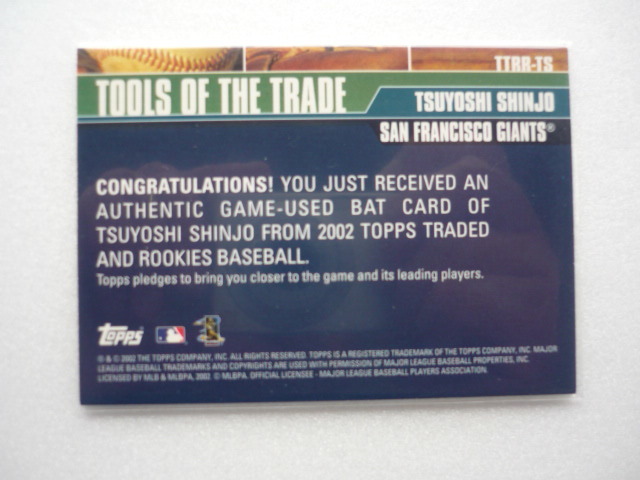 TTRR-TS
TOOLS OF THE TRADE
TSUYOSHI SHINJO
SAN FRANCISCO GIANTS®
CONGRATULATIONS! YOU JUST RECEIVED AN
AUTHENTIC GAME-USED BAT CARD OF
TSUYOSHI SHINJO FROM 2002 TOPPS TRADED
AND ROOKIES BASEBALL.
Topps pledges to bring you closer to the game and its leading players.
Topps
® & © 2002 THE TOPPS COMPANY, INC. ALL RIGHTS RESERVED. TOPPS IS A REGISTERED TRADEMARK OF THE TOPPS COMPANY, INC. MAJOR
LEAGUE BASEBALL TRADEMARKS AND COPYRIGHTS ARE USED WITH PERMISSION OF MAJOR LEAGUE BASEBALL PROPERTIES, INC.
LICENSED BY MLB & MLBPA, 2002 © MLBPA. OFFICIAL LICENSEE - MAJOR LEAGUE BASEBALL PLAYERS ASSOCIATION.